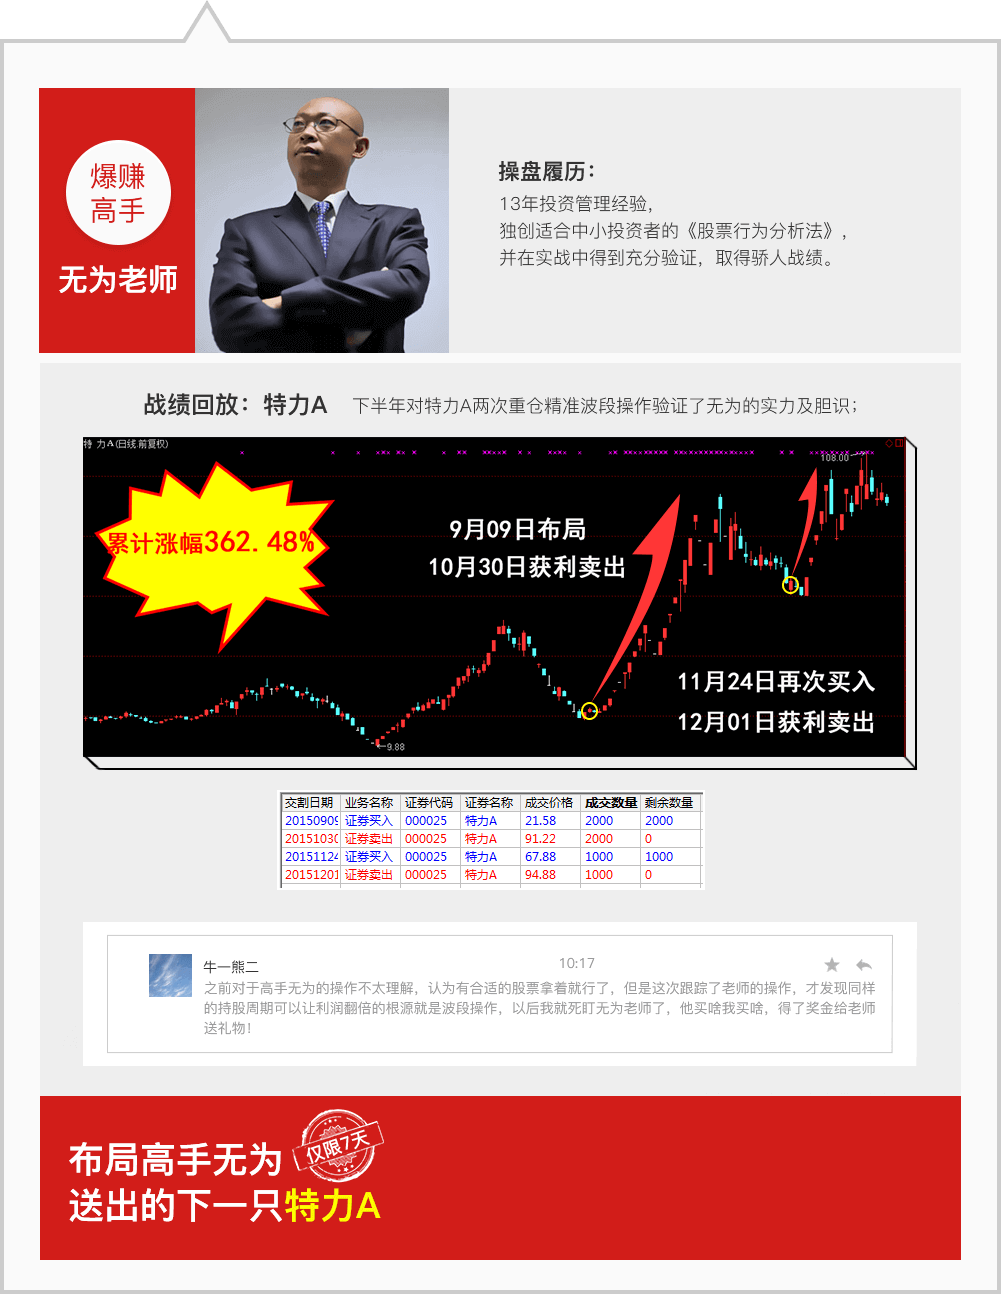 爆赚
高手
无为老师
操盘履历：
13年投资管理经验，
独创适合中小投资者的《股票行为分析法》，
并在实战中得到充分验证，取得骄人战绩。
战绩回放：特力A 下半年对特力A两次重仓精准波段操作验证了无为的实力及胆识；
特 力A(日线.前复权)
108.00
累计涨幅362.48%
9月09日布局
10月30日获利卖出
11月24日再次买入
12月01日获利卖出
9.88
交割日期 业务名称 证券代码 证券名称 成交价格 成交数量 剩余数量
20150909 证券买入 000025 特力A 21.58 2000 2000
20151030 证券卖出 000025 特力A 91.22 2000 0
20151124 证券买入 000025 特力A 67.88 1000 1000
20151201 证券卖出 000025 特力A 94.88 1000 0
牛一熊二 10:17
之前对于高手无为的操作不太理解，认为有合适的股票拿着就行了，但是这次跟踪了老师的操作，才发现同样
的持股周期可以让利润翻倍的根源就是波段操作，以后我就死盯无为老师了，他买啥我买啥，得了奖金给老师
送礼物！
布局高手无为
仅限7天
送出的下一只特力A